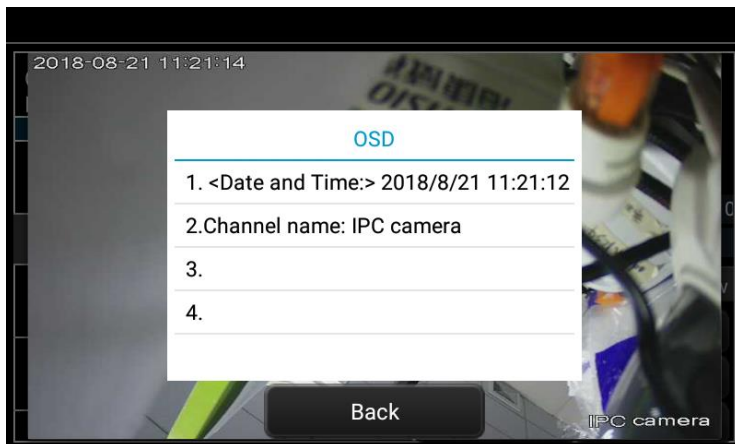 2018-08-21 11:21:14
OSD
1. <Date and Time:> 2018/8/21 11:21:12
2.Channel name: IPC camera
3.
4.
Back
IPC camera